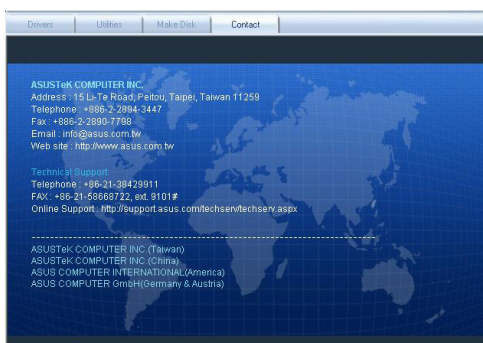 Drivers Utilities Make Disk Contact
ASUSTeK COMPUTER INC.
Address : 15 Li-Te Road, Peitou, Taipei, Taiwan 11259
Telephone : +886-2-2894-3447
Fax : +886-2-2890-7798
Email : info@asus.com.tw
Web site : http://www.asus.com.tw
Technical Support
Telephone : +86-21-38429911
FAX : +86-21-58668722, ext. 9101#
Online Support : http://support.asus.com/techserv/techserv.aspx
ASUSTeK COMPUTER INC.(Taiwan)
ASUSTeK COMPUTER INC.(China)
ASUS COMPUTER INTERNATIONAL(America)
ASUS COMPUTER GmbH(Germany & Austria)